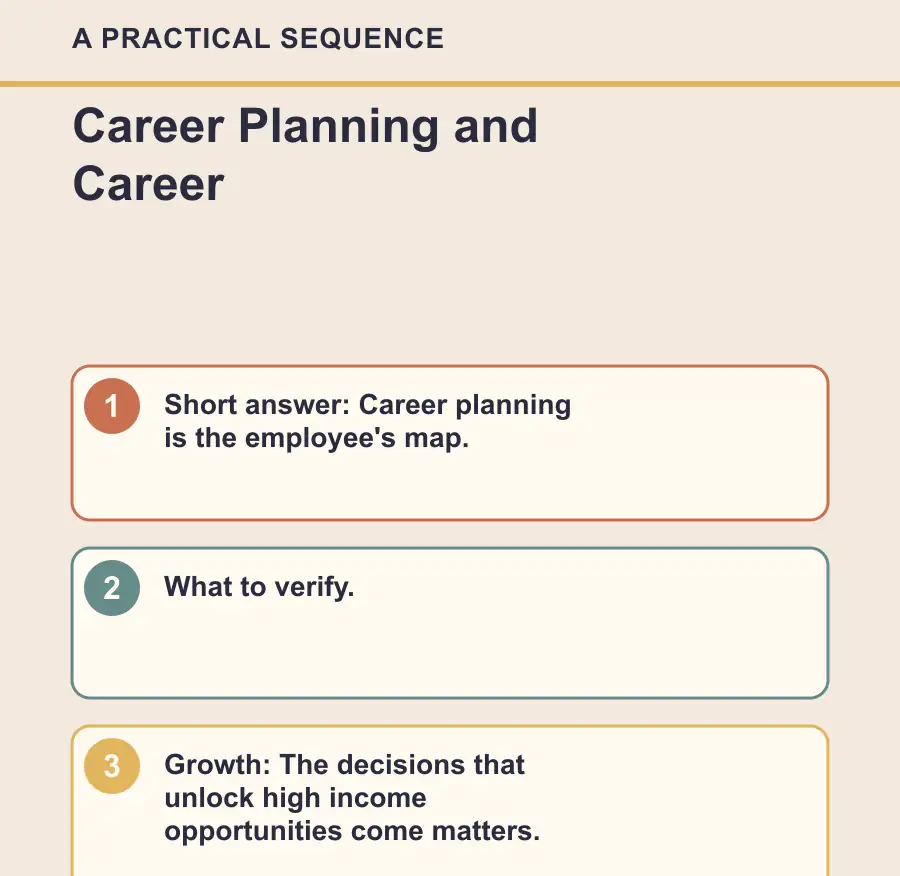 A PRACTICAL SEQUENCE
Career Planning and
Career
1
Short answer: Career planning
is the employee's map.
2
What to verify.
3
Growth: The decisions that
unlock high income
opportunities come matters.